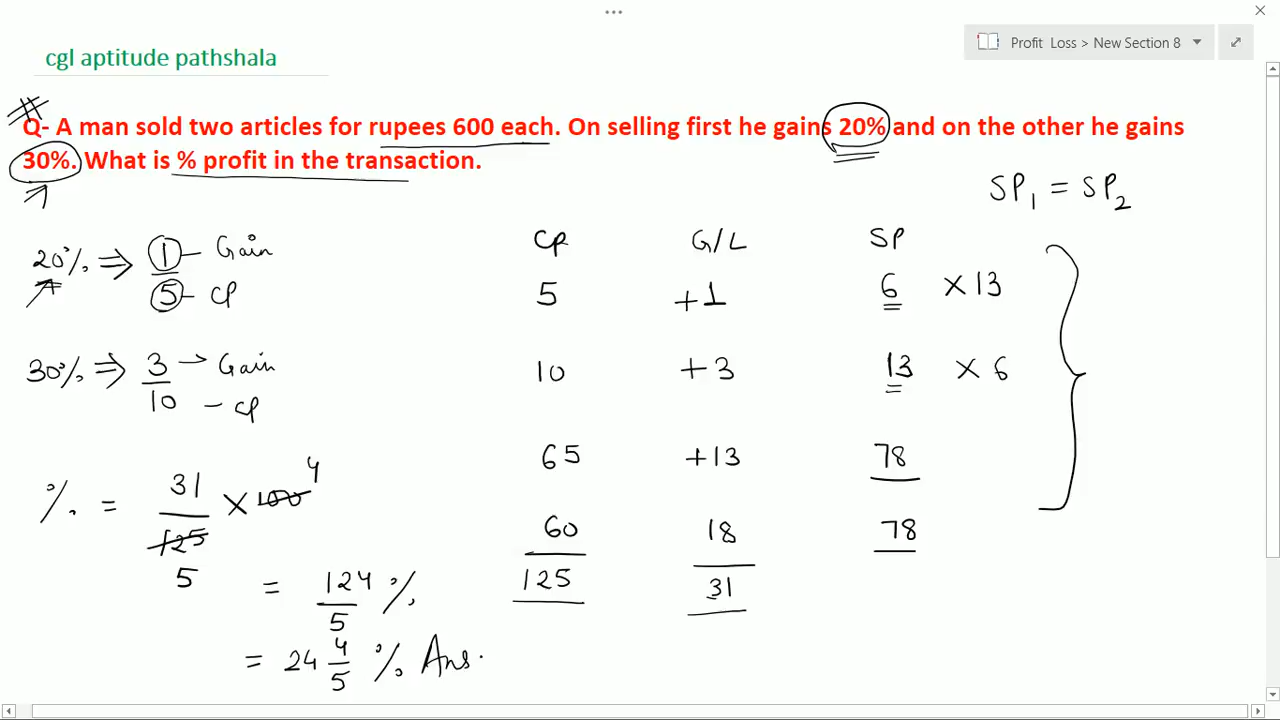 Profit Loss > New Section 8
cgl aptitude pathshala
Q- A man sold two articles for rupees 600 each. On selling first he gains 20% and on the other he gains
30%. What is % profit in the transaction.
SP1 = SP2
20% ⇒ 1 – Gain
5 – CP
CP G/L SP
5 +1 6 × 13
30% ⇒ 3 → Gain
10 – CP
10 +3 13 × 6
65 +13 78
60 18 78
125 31
% = 31/125 × 100 4
5
= 124/5 %
= 24 4/5 % Ans.